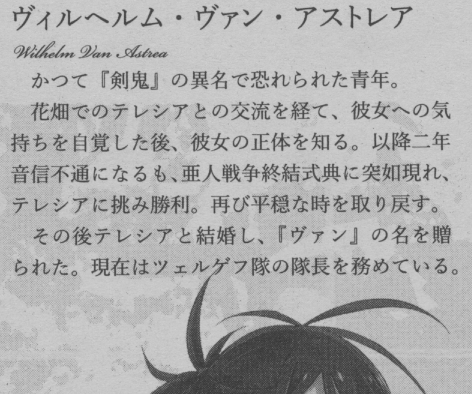 ヴィルヘルム・ヴァン・アストレア
Wilhelm Van Astrea
かつて『剣鬼』の異名で恐れられた青年。
花畑でのテレシアとの交流を経て、彼女への気
持ちを自覚した後、彼女の正体を知る。以降二年
音信不通になるも、亜人戦争終結式典に突如現れ、
テレシアに挑み勝利。再び平穏な時を取り戻す。
その後テレシアと結婚し、『ヴァン』の名を贈
られた。現在はツェルゲフ隊の隊長を務めている。